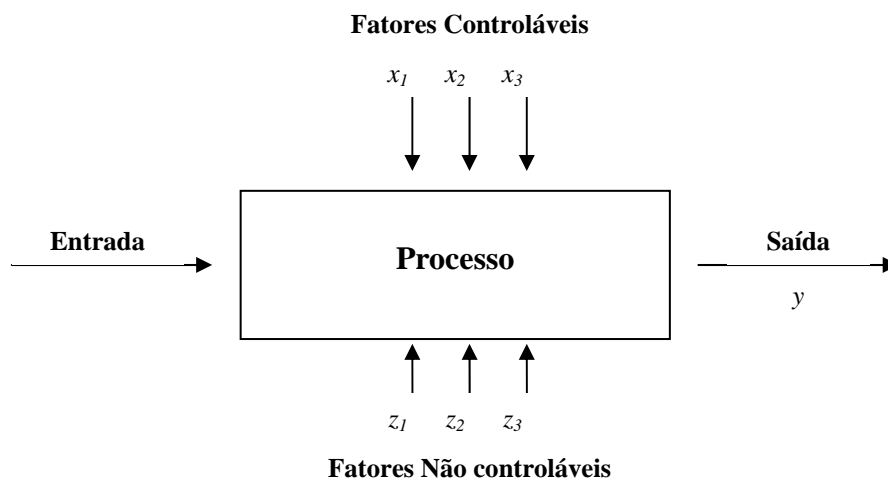 Fatores Controláveis
x1 x2 x3
Entrada
Processo
Saída
y
z1 z2 z3
Fatores Não controláveis